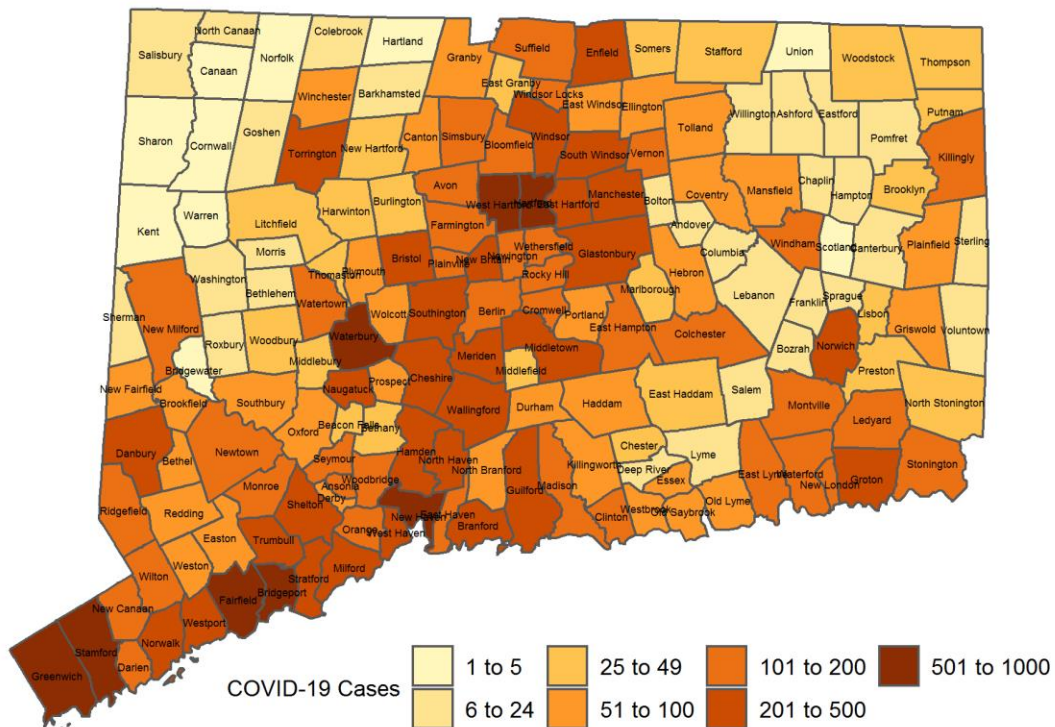 North Canaan
Colebrook
Hartland
Suffield
Enfield
Somers
Stafford
Union
Woodstock
Thompson
Salisbury
Canaan
Norfolk
Granby
East Granby
Windsor Locks
Winchester
Barkhamsted
East Windsor
Ellington
Willington
Ashford
Eastford
Putnam
Pomfret
Sharon
Cornwall
Goshen
Torrington
New Hartford
Canton
Simsbury
Bloomfield
Windsor
South Windsor
Vernon
Tolland
Killingly
Avon
West Hartford
Hartford
East Hartford
Manchester
Bolton
Coventry
Mansfield
Chaplin
Hampton
Brooklyn
Kent
Warren
Litchfield
Harwinton
Burlington
Farmington
Andover
Columbia
Windham
Scotland
Canterbury
Plainfield
Sterling
Morris
Washington
Bethlehem
Thomaston
Plymouth
Bristol
Plainville
New Britain
Newington
Wethersfield
Rocky Hill
Glastonbury
Hebron
Marlborough
Lebanon
Franklin
Sprague
Lisbon
Griswold
Voluntown
Sherman
New Milford
Roxbury
Woodbury
Watertown
Waterbury
Wolcott
Southington
Berlin
Cromwell
Portland
East Hampton
Colchester
Bozrah
Norwich
Preston
Bridgewater
Middlebury
Naugatuck
Prospect
Cheshire
Meriden
Middletown
Middlefield
New Fairfield
Brookfield
Southbury
Oxford
Beacon Falls
Bethany
Wallingford
Durham
Haddam
East Haddam
Salem
Montville
Ledyard
North Stonington
Danbury
Bethel
Newtown
Seymour
Woodbridge
Hamden
North Haven
North Branford
Guilford
Madison
Killingworth
Chester
Deep River
Essex
Lyme
East Lyme
Waterford
New London
Groton
Stonington
Ridgefield
Redding
Monroe
Shelton
Ansonia
Derby
Orange
New Haven
West Haven
East Haven
Branford
Clinton
Westbrook
Old Saybrook
Old Lyme
Easton
Trumbull
Weston
Wilton
Milford
Stratford
Bridgeport
Fairfield
Westport
Norwalk
New Canaan
Darien
Stamford
Greenwich
COVID-19 Cases
1 to 5
25 to 49
101 to 200
501 to 1000
6 to 24
51 to 100
201 to 500